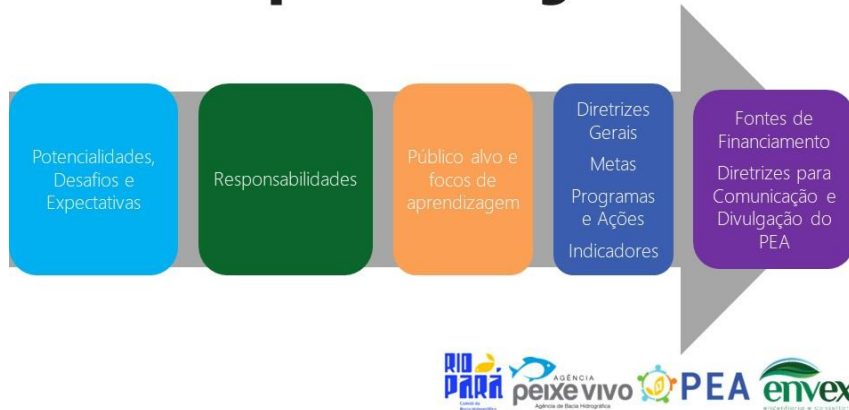 Potencialidades,
Desafios e
Expectativas
Responsabilidades
Público alvo e
focos de
aprendizagem
Diretrizes
Gerais
Metas
Programas
e Ações
Indicadores
Fontes de
Financiamento
Diretrizes para
Comunicação e
Divulgação do
PEA
RIO
PARÁ
AGÊNCIA
peixe vivo
Agência de Bacia Hidrográfica
PEA
envex